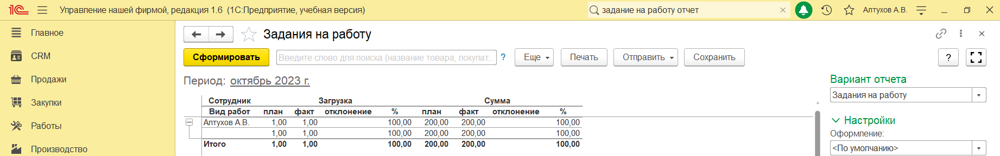 1С Управление нашей фирмой, редакция 1.6 (1С:Предприятие, учебная версия) задание на работу отчет Алтухов А.В.
Главное
CRM
Продажи
Закупки
Работы
Производство
Задания на работу
Сформировать Введите слово для поиска (название товара, покупат... ? Еще Печать Отправить Сохранить ?
Период: октябрь 2023 г.
Сотрудник Загрузка Сумма
Вид работ план факт отклонение % план факт отклонение %
Алтухов А.В. 1,00 1,00 100,00 200,00 200,00 100,00
1,00 1,00 100,00 200,00 200,00 100,00
Итого 1,00 1,00 100,00 200,00 200,00 100,00
Вариант отчета
Задания на работу
Настройки
Оформление:
<По умолчанию>